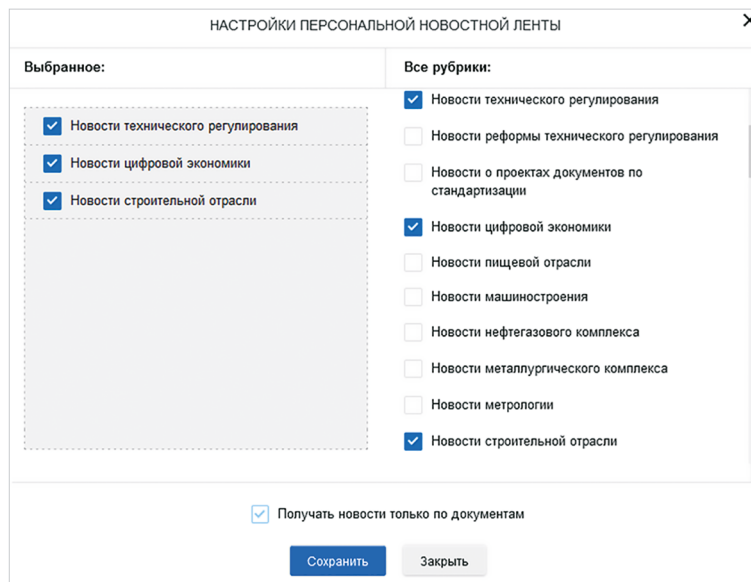 НАСТРОЙКИ ПЕРСОНАЛЬНОЙ НОВОСТНОЙ ЛЕНТЫ
Выбранное:
Новости технического регулирования
Новости цифровой экономики
Новости строительной отрасли
Все рубрики:
Новости технического регулирования
Новости реформы технического регулирования
Новости о проектах документов по
стандартизации
Новости цифровой экономики
Новости пищевой отрасли
Новости машиностроения
Новости нефтегазового комплекса
Новости металлургического комплекса
Новости метрологии
Новости строительной отрасли
Получать новости только по документам
Сохранить
Закрыть